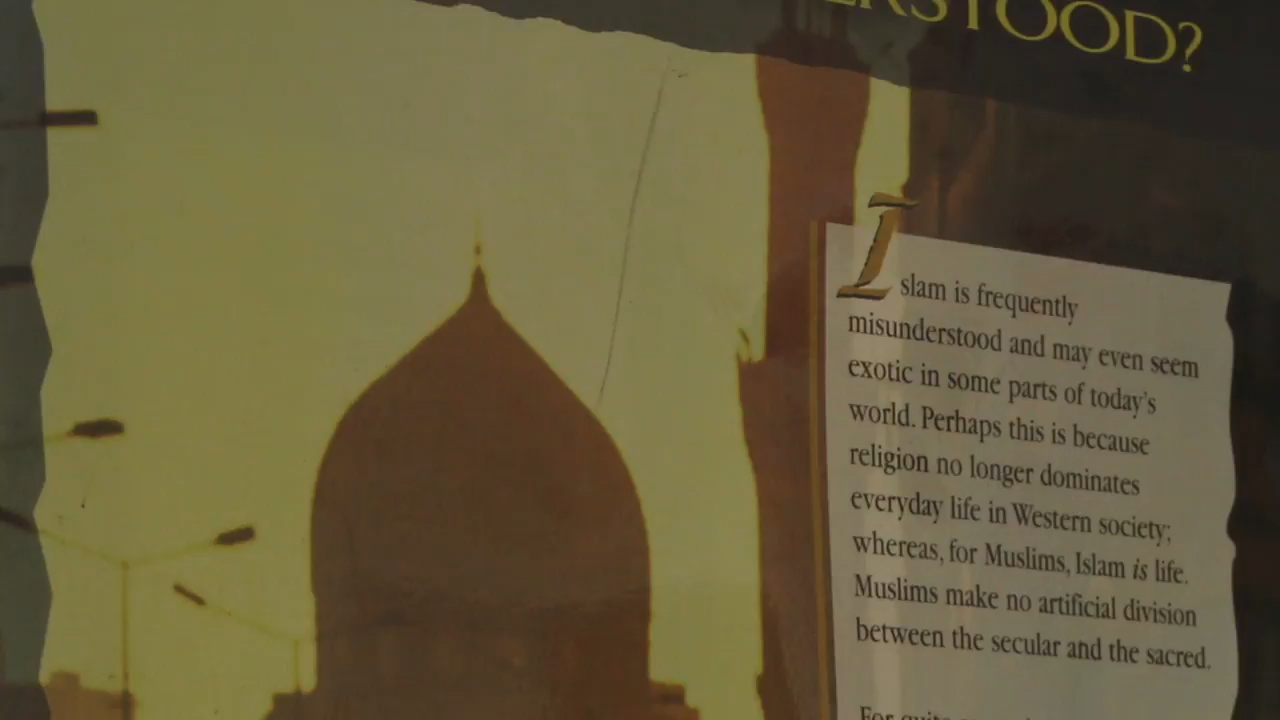 ERSTOOD?
Islam is frequently
misunderstood and may even seem
exotic in some parts of today's
world. Perhaps this is because
religion no longer dominates
everyday life in Western society;
whereas, for Muslims, Islam is life.
Muslims make no artificial division
between the secular and the sacred.
For quite